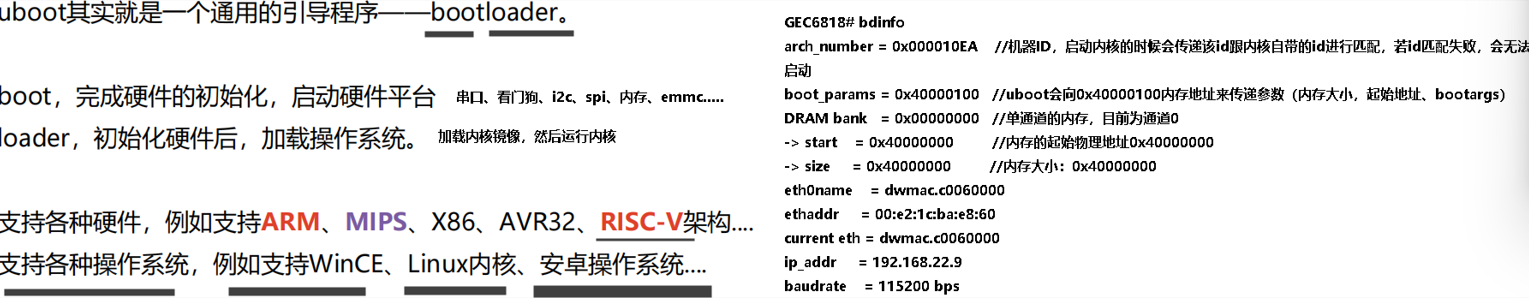 uboot其实就是一个通用的引导程序——bootloader。
boot，完成硬件的初始化，启动硬件平台 串口、看门狗、i2c、spi、内存、emmc.....
loader，初始化硬件后，加载操作系统。 加载内核镜像，然后运行内核
支持各种硬件，例如支持ARM、MIPS、X86、AVR32、RISC-V架构....
支持各种操作系统，例如支持WinCE、Linux内核、安卓操作系统....
GEC6818# bdinfo
arch_number = 0x000010EA //机器ID，启动内核的时候会传递该id跟内核自带的id进行匹配，若id匹配失败，会无法
启动
boot_params = 0x40000100 //uboot会向0x40000100内存地址来传递参数（内存大小，起始地址、bootargs）
DRAM bank = 0x00000000 //单通道的内存，目前为通道0
-> start = 0x40000000 //内存的起始物理地址0x40000000
-> size = 0x40000000 //内存大小：0x40000000
eth0name = dwmac.c0060000
ethaddr = 00:e2:1c:ba:e8:60
current eth = dwmac.c0060000
ip_addr = 192.168.22.9
baudrate = 115200 bps